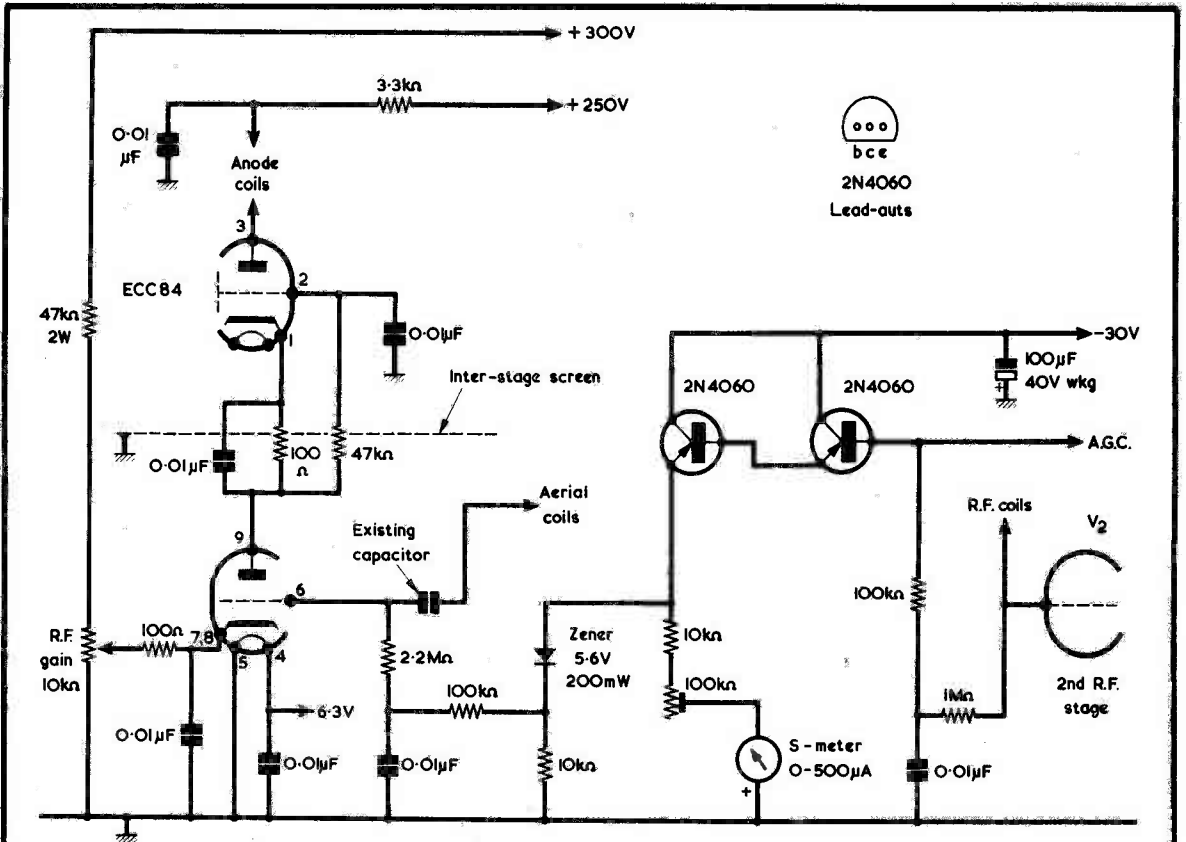 +300V
3·3kΩ
+250V
0·01
μF
Anode
coils
b c e
2N4060
Lead-outs
3
ECC84
2
1
47kΩ
2W
0·01μF
-30V
100μF
40V wkg
+
2N4060
2N4060
Inter-stage screen
0·01μF
100
Ω
47kΩ
A.G.C.
Aerial
coils
R.F. coils
V2
Existing
capacitor
9
6
100kΩ
R.F.
gain
10kΩ
100Ω
7,8
5
4
2·2MΩ
Zener
5·6V
200mW
10kΩ
100kΩ
100kΩ
1MΩ
2nd R.F.
stage
6·3V
0·01μF
0·01μF
0·01μF
10kΩ
S-meter
0-500μA
+
0·01μF